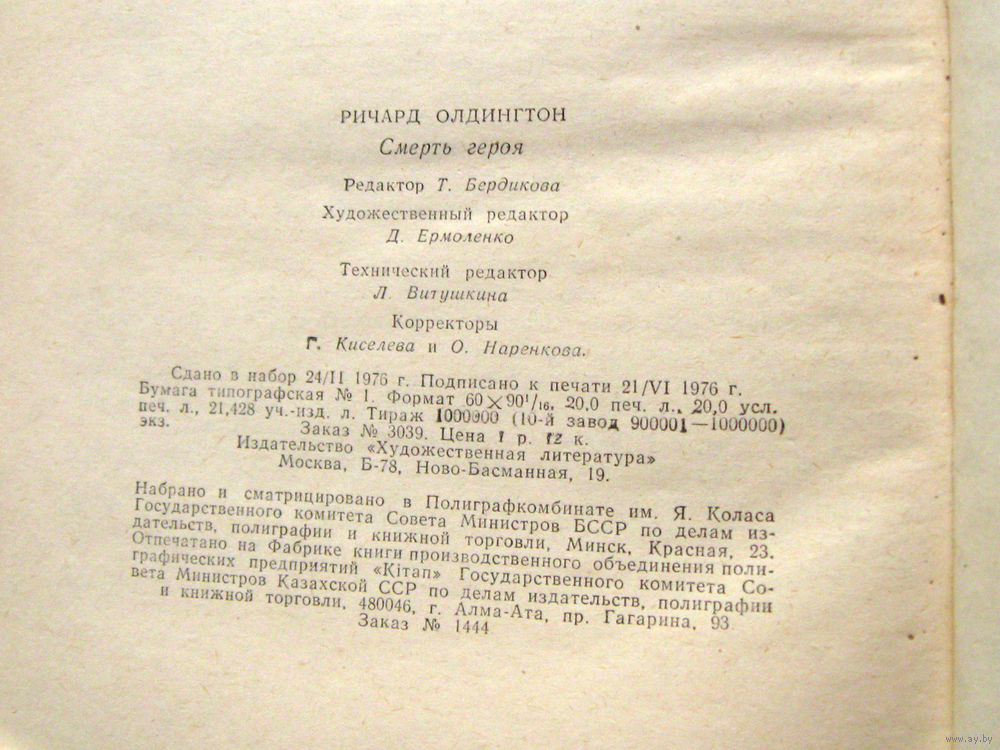 РИЧАРД ОЛДИНГТОН
Смерть героя
Редактор Т. Бердикова
Художественный редактор
Д. Ермоленко
Технический редактор
Л. Витушкина
Корректоры
Г. Киселева и О. Наренкова.
Сдано в набор 24/II 1976 г. Подписано к печати 21/VI 1976 г.
Бумага типографская № 1. Формат 60×90¹/₁₆. 20,0 печ. л. 20,0 усл.
печ. л., 21,428 уч.-изд. л. Тираж 1000000 (10-й завод 900001—1000000)
экз. Заказ № 3039. Цена 1 р. 12 к.
Издательство «Художественная литература»
Москва, Б-78, Ново-Басманная, 19.
Набрано и сматрицировано в Полиграфкомбинате им. Я. Коласа
Государственного комитета Совета Министров БССР по делам из-
дательств, полиграфии и книжной торговли, Минск, Красная, 23.
Отпечатано на Фабрике книги производственного объединения поли-
графических предприятий «Кiтап» Государственного комитета Со-
вета Министров Казахской ССР по делам издательств, полиграфии
и книжной торговли, 480046, г. Алма-Ата, пр. Гагарина, 93
Заказ № 1444
www.ay.by